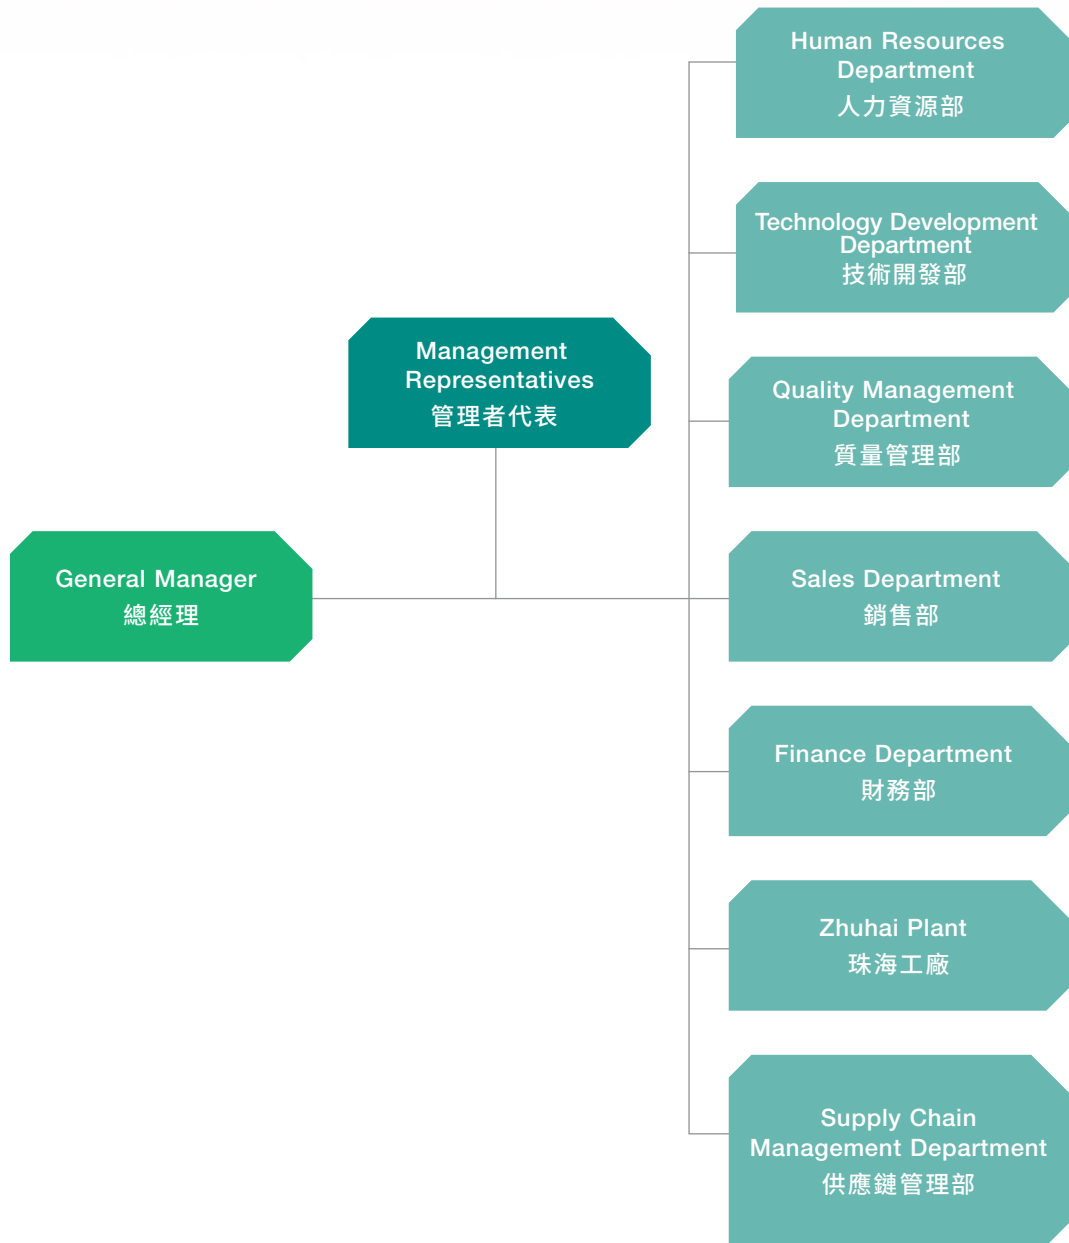 General Manager
總經理
Management
Representatives
管理者代表
Human Resources
Department
人力資源部
Technology Development
Department
技術開發部
Quality Management
Department
質量管理部
Sales Department
銷售部
Finance Department
財務部
Zhuhai Plant
珠海工廠
Supply Chain
Management Department
供應鏈管理部